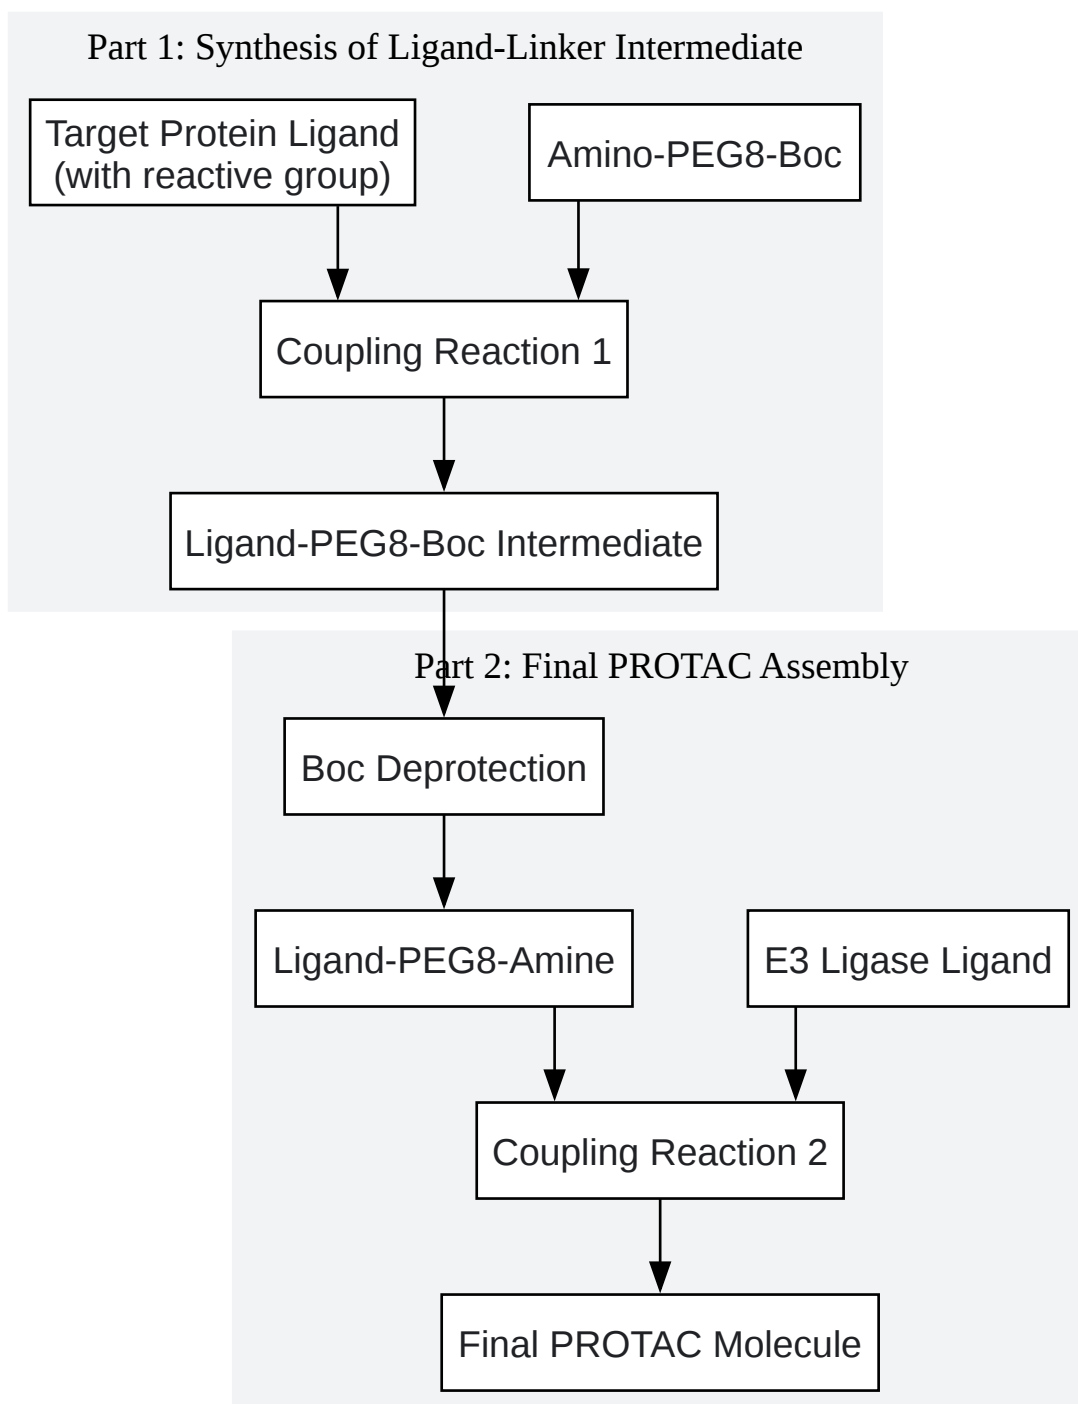 Part 1: Synthesis of Ligand-Linker Intermediate
Target Protein Ligand
(with reactive group)
Amino-PEG8-Boc
Coupling Reaction 1
Ligand-PEG8-Boc Intermediate
Part 2: Final PROTAC Assembly
Boc Deprotection
Ligand-PEG8-Amine
E3 Ligase Ligand
Coupling Reaction 2
Final PROTAC Molecule